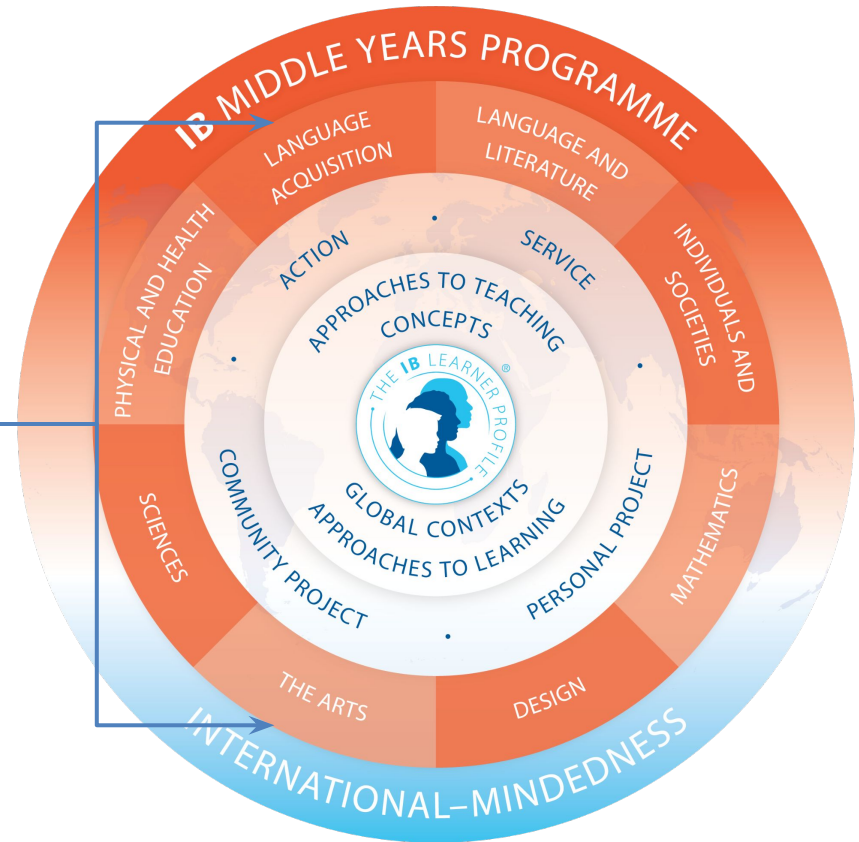 IB MIDDLE YEARS PROGRAMME
LANGUAGE
ACQUISITION
LANGUAGE AND
LITERATURE
PHYSICAL AND HEALTH
EDUCATION
INDIVIDUALS AND
SOCIETIES
SCIENCES
MATHEMATICS
THE ARTS
DESIGN
ACTION
SERVICE
COMMUNITY PROJECT
PERSONAL PROJECT
APPROACHES TO TEACHING
CONCEPTS
THE IB LEARNER PROFILE ®
GLOBAL CONTEXTS
APPROACHES TO LEARNING
INTERNATIONAL–MINDEDNESS